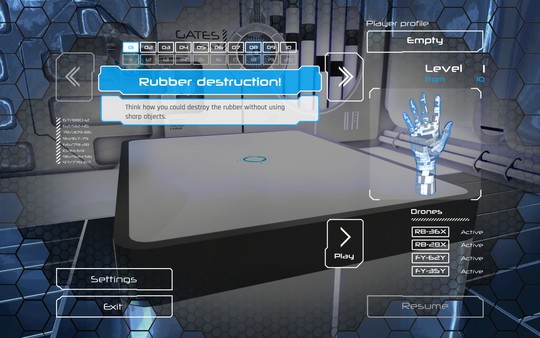 GATES
Player profile
Empty
01 02 03 04 05 06 07 08 09 10
Rubber destruction!
Think how you could destroy the rubber without using
sharp objects.
Level 1
from 10
Drones
RB-36X Active
RB-28X Active
FY-62Y Active
FY-35Y Active
Play
Settings
Exit
Resume